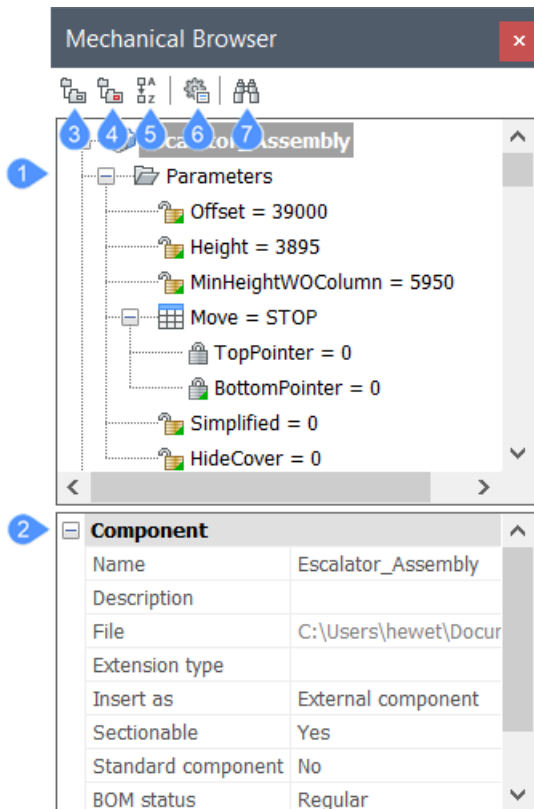 Mechanical Browser
3 4 5 6 7
Assembly
1 Parameters
Offset = 39000
Height = 3895
MinHeightWOColumn = 5950
Move = STOP
TopPointer = 0
BottomPointer = 0
Simplified = 0
HideCover = 0
2 Component
Name Escalator_Assembly
Description
File C:\Users\hewet\Docur
Extension type
Insert as External component
Sectionable Yes
Standard component No
BOM status Regular